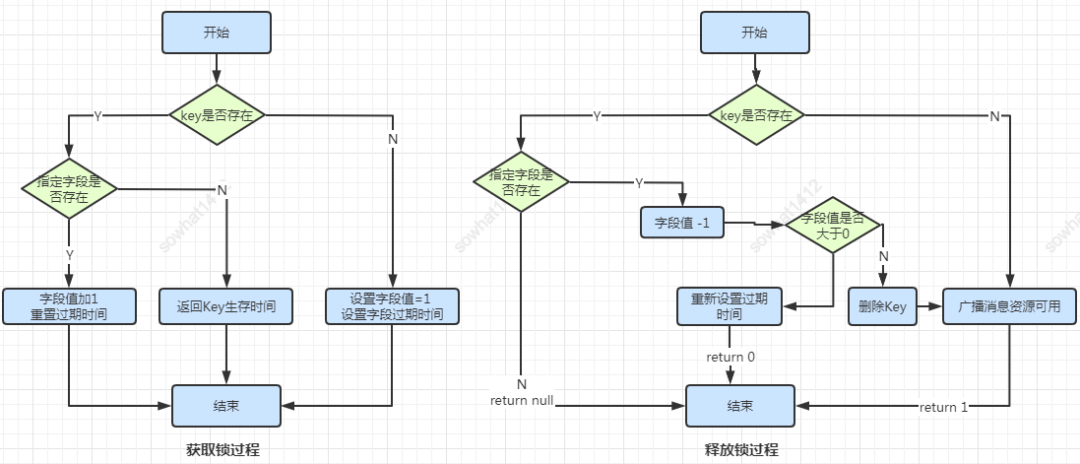 开始
key是否存在
Y
N
指定字段是
否存在
N
Y
字段值加1
重置过期时间
返回Key生存时间
设置字段值=1
设置字段过期时间
结束
获取锁过程
开始
key是否存在
Y
N
指定字段是
否存在
Y
字段值 -1
字段值是否
大于0
N
重新设置过期
时间
删除Key
广播消息资源可用
return 0
N
return null
结束
return 1
释放锁过程
sowhat1412
sowhat1412
sowhat1412
sowha